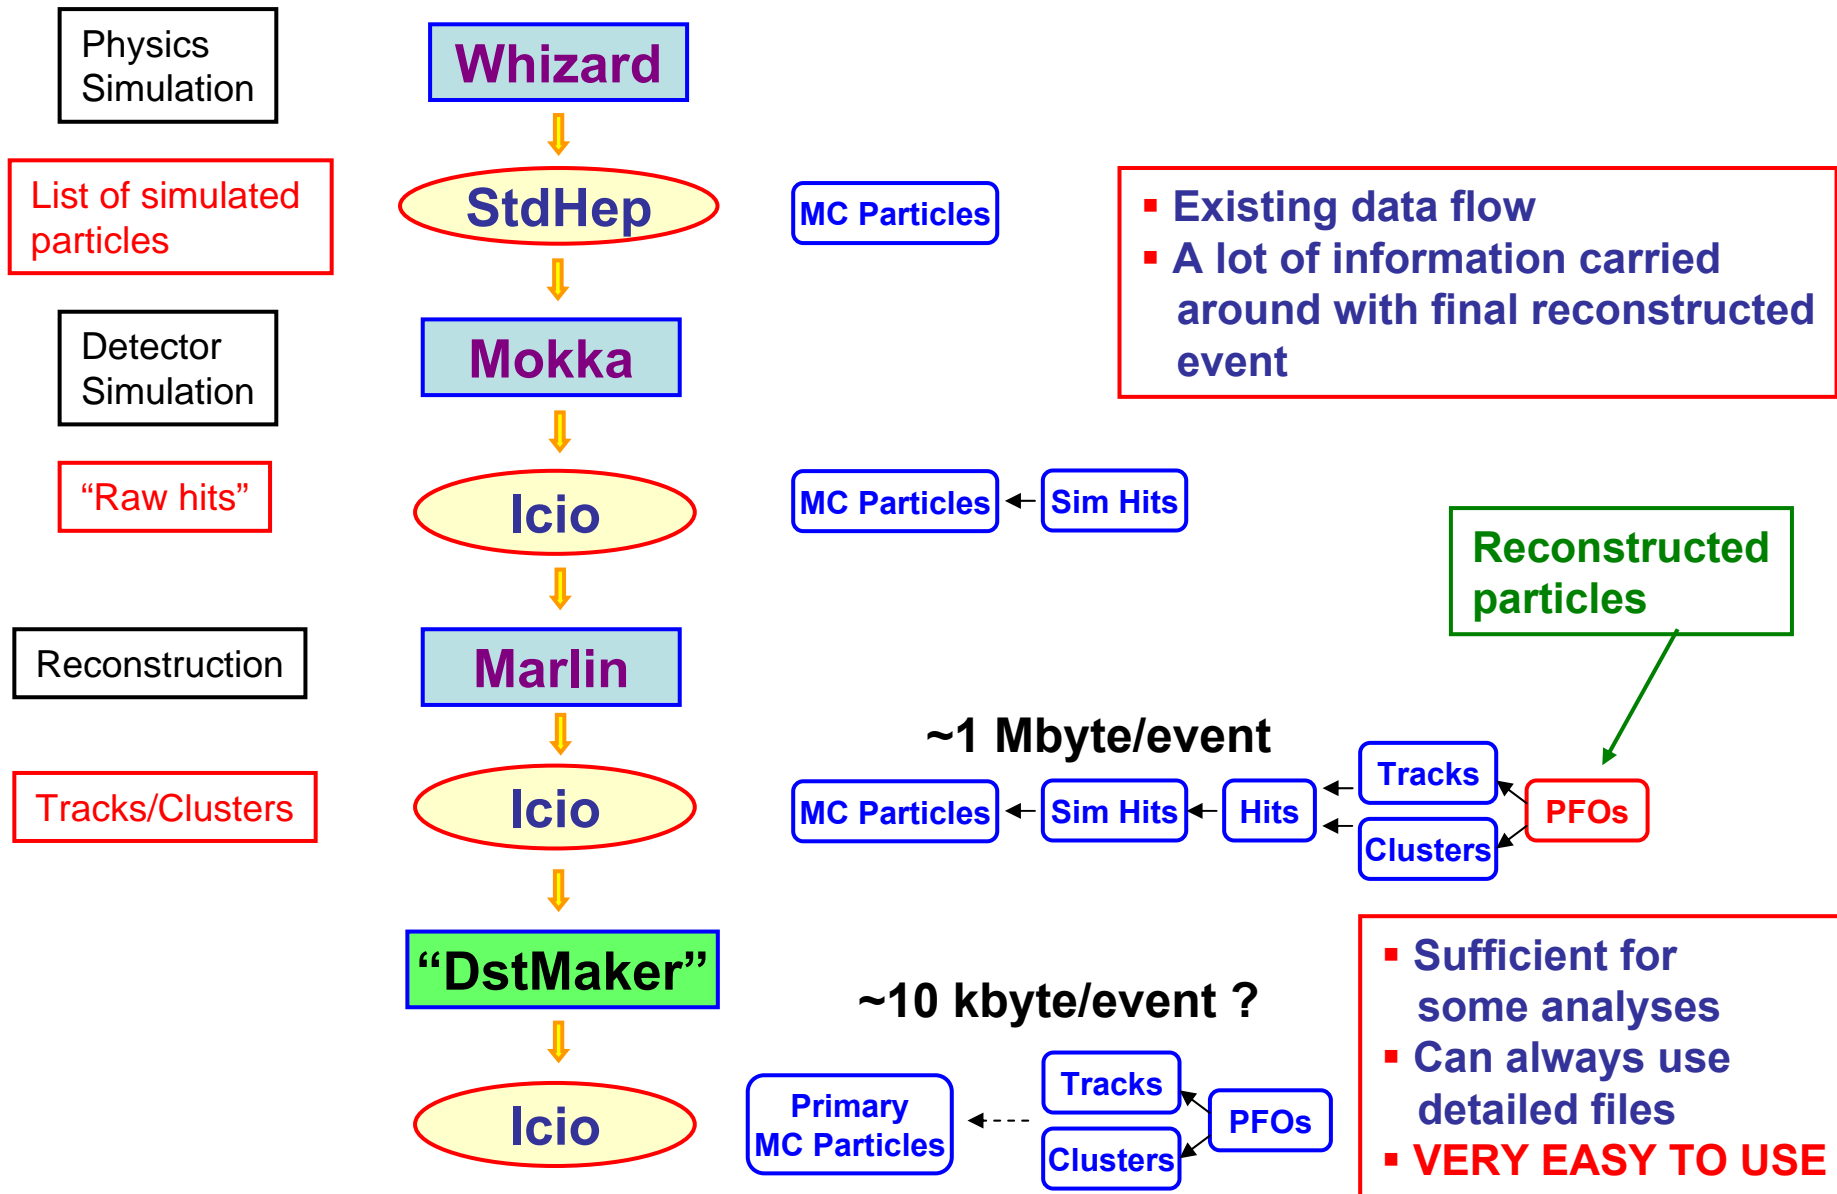 Physics
Simulation
Whizard
List of simulated
particles
StdHep
MC Particles
▪ Existing data flow
▪ A lot of information carried
around with final reconstructed
event
Detector
Simulation
Mokka
“Raw hits”
lcio
MC Particles
Sim Hits
Reconstructed
particles
Reconstruction
Marlin
~1 Mbyte/event
Tracks/Clusters
lcio
MC Particles
Sim Hits
Hits
Tracks
Clusters
PFOs
“DstMaker”
~10 kbyte/event ?
▪ Sufficient for
some analyses
▪ Can always use
detailed files
▪ VERY EASY TO USE
lcio
Primary
MC Particles
Tracks
Clusters
PFOs